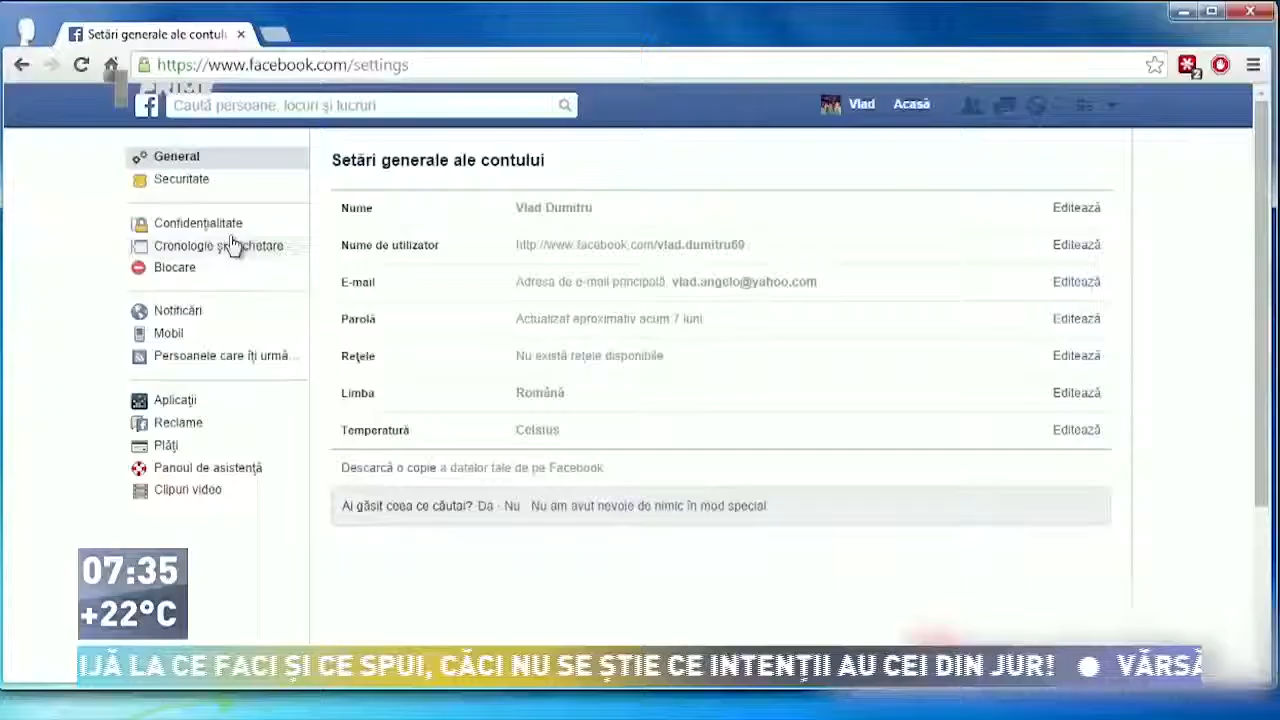 Setări generale ale contulu
https://www.facebook.com/settings
2
PRIME
Caută persoane, locuri și lucruri
Vlad
Acasă
General
Securitate
Confidențialitate
Cronologie
Blocare
Notificări
Mobil
Persoanele care îți urmă...
Aplicații
Reclame
Plăți
Panoul de asistență
Clipuri video
Setări generale ale contului
Nume Vlad Dumitru Editează
Nume de utilizator http://www.facebook.com/vlad.dumitru69 Editează
E-mail Adresa de e-mail principală. vlad.angelo@yahoo.com Editează
Parolă Actualizat aproximativ acum 7 luni Editează
Rețele Nu există rețele disponibile Editează
Limba Română Editează
Temperatură Celsius Editează
Descarcă o copie a datelor tale de pe Facebook
Ai găsit ceea ce căutai? Da · Nu Nu am avut nevoie de nimic în mod special
07:35
+22°C
IJĂ LA CE FACI ȘI CE SPUI, CĂCI NU SE ȘTIE CE INTENȚII AU CEI DIN JUR! ● VĂRSĂ